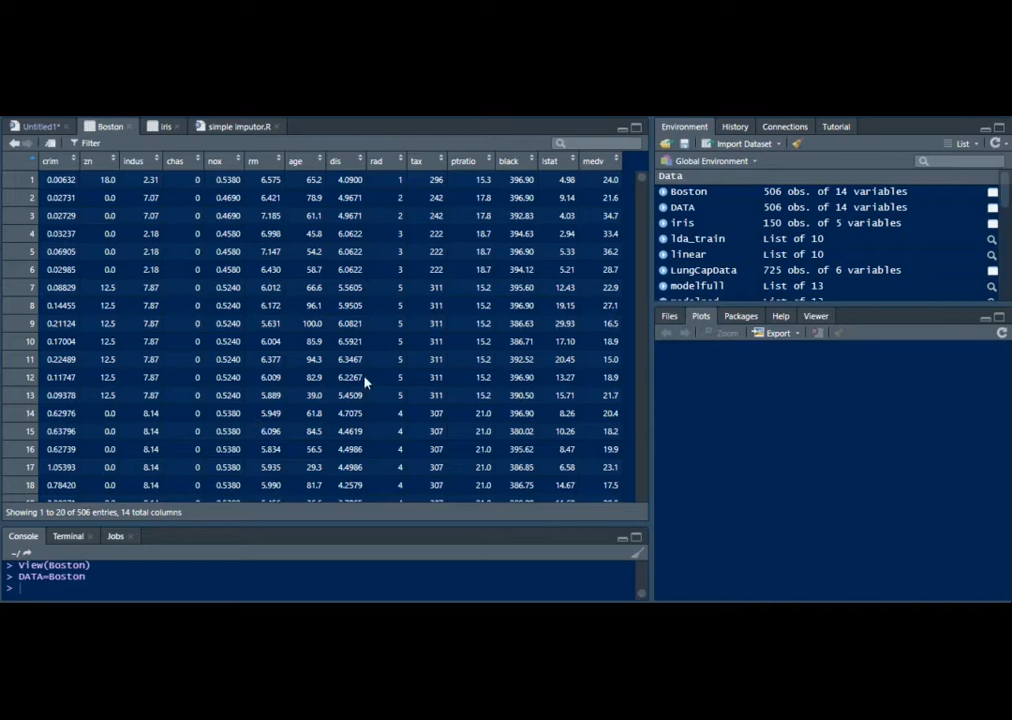 Untitled1* Boston iris simple imputor.R
Filter
crim zn indus chas nox rm age dis rad tax ptratio black lstat medv
1 0.00632 18.0 2.31 0 0.5380 6.575 65.2 4.0900 1 296 15.3 396.90 4.98 24.0
2 0.02731 0.0 7.07 0 0.4690 6.421 78.9 4.9671 2 242 17.8 396.90 9.14 21.6
3 0.02729 0.0 7.07 0 0.4690 7.185 61.1 4.9671 2 242 17.8 392.83 4.03 34.7
4 0.03237 0.0 2.18 0 0.4580 6.998 45.8 6.0622 3 222 18.7 394.63 2.94 33.4
5 0.06905 0.0 2.18 0 0.4580 7.147 54.2 6.0622 3 222 18.7 396.90 5.33 36.2
6 0.02985 0.0 2.18 0 0.4580 6.430 58.7 6.0622 3 222 18.7 394.12 5.21 28.7
7 0.08829 12.5 7.87 0 0.5240 6.012 66.6 5.5605 5 311 15.2 395.60 12.43 22.9
8 0.14455 12.5 7.87 0 0.5240 6.172 96.1 5.9505 5 311 15.2 396.90 19.15 27.1
9 0.21124 12.5 7.87 0 0.5240 5.631 100.0 6.0821 5 311 15.2 386.63 29.93 16.5
10 0.17004 12.5 7.87 0 0.5240 6.004 85.9 6.5921 5 311 15.2 386.71 17.10 18.9
11 0.22489 12.5 7.87 0 0.5240 6.377 94.3 6.3467 5 311 15.2 392.52 20.45 15.0
12 0.11747 12.5 7.87 0 0.5240 6.009 82.9 6.2267 5 311 15.2 396.90 13.27 18.9
13 0.09378 12.5 7.87 0 0.5240 5.889 39.0 5.4509 5 311 15.2 390.50 15.71 21.7
14 0.62976 0.0 8.14 0 0.5380 5.949 61.8 4.7075 4 307 21.0 396.90 8.26 20.4
15 0.63796 0.0 8.14 0 0.5380 6.096 84.5 4.4619 4 307 21.0 380.02 10.26 18.2
16 0.62739 0.0 8.14 0 0.5380 5.834 56.5 4.4986 4 307 21.0 395.62 8.47 19.9
17 1.05393 0.0 8.14 0 0.5380 5.935 29.3 4.4986 4 307 21.0 386.85 6.58 23.1
18 0.78420 0.0 8.14 0 0.5380 5.990 81.7 4.2579 4 307 21.0 386.75 14.67 17.5
Showing 1 to 20 of 506 entries, 14 total columns
Console Terminal Jobs
~/
> View(Boston)
> DATA=Boston
>
Environment History Connections Tutorial
Import Dataset List
Global Environment
Data
Boston 506 obs. of 14 variables
DATA 506 obs. of 14 variables
iris 150 obs. of 5 variables
lda_train List of 10
linear List of 10
LungCapData 725 obs. of 6 variables
modelfull List of 13
Files Plots Packages Help Viewer
Zoom Export